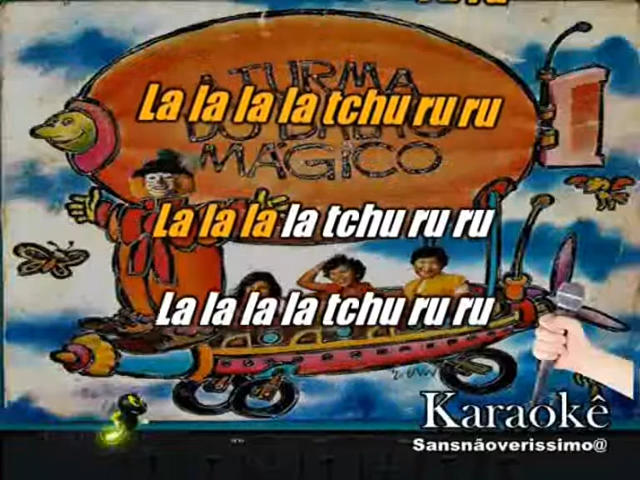 A TURMA
La la la la tchu ru ru
DO BALÃO
MÁGICO
La la la la tchu ru ru
La la la la tchu ru ru
Karaokê
Sansnãoverissimo@